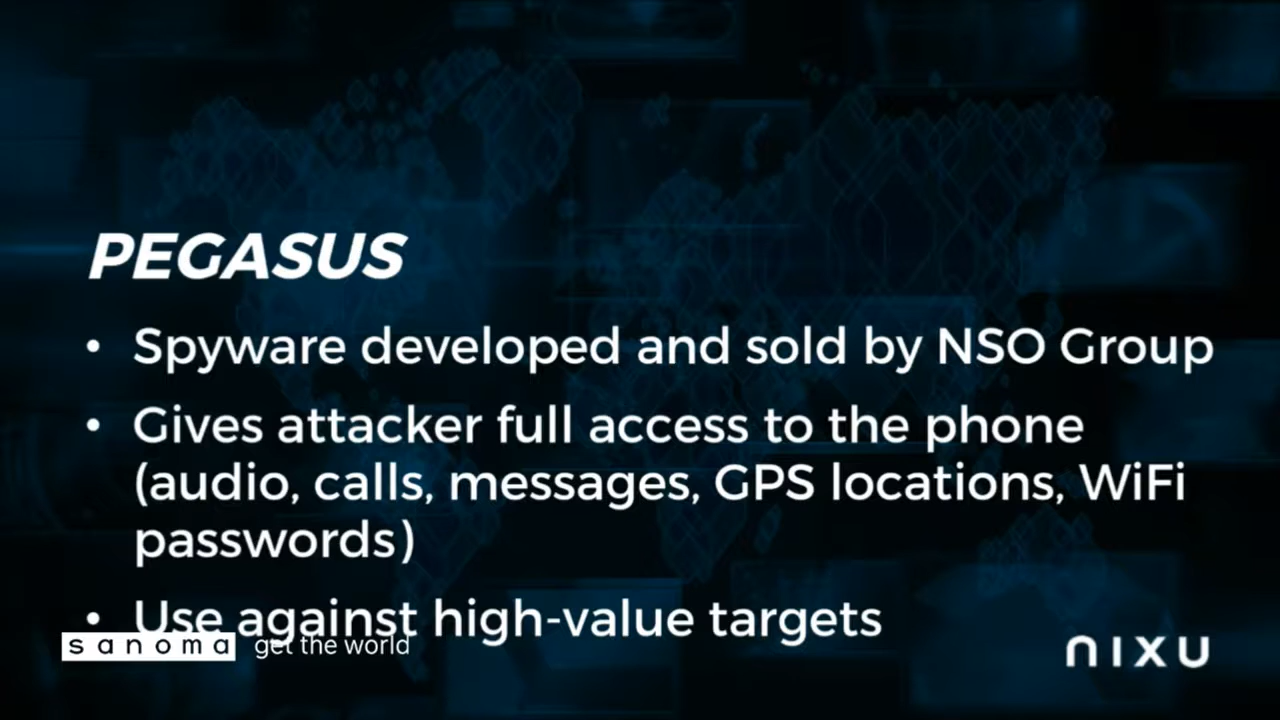 PEGASUS
• Spyware developed and sold by NSO Group
• Gives attacker full access to the phone
(audio, calls, messages, GPS locations, WiFi
passwords)
• Use against high-value targets
sanoma get the world
nixu